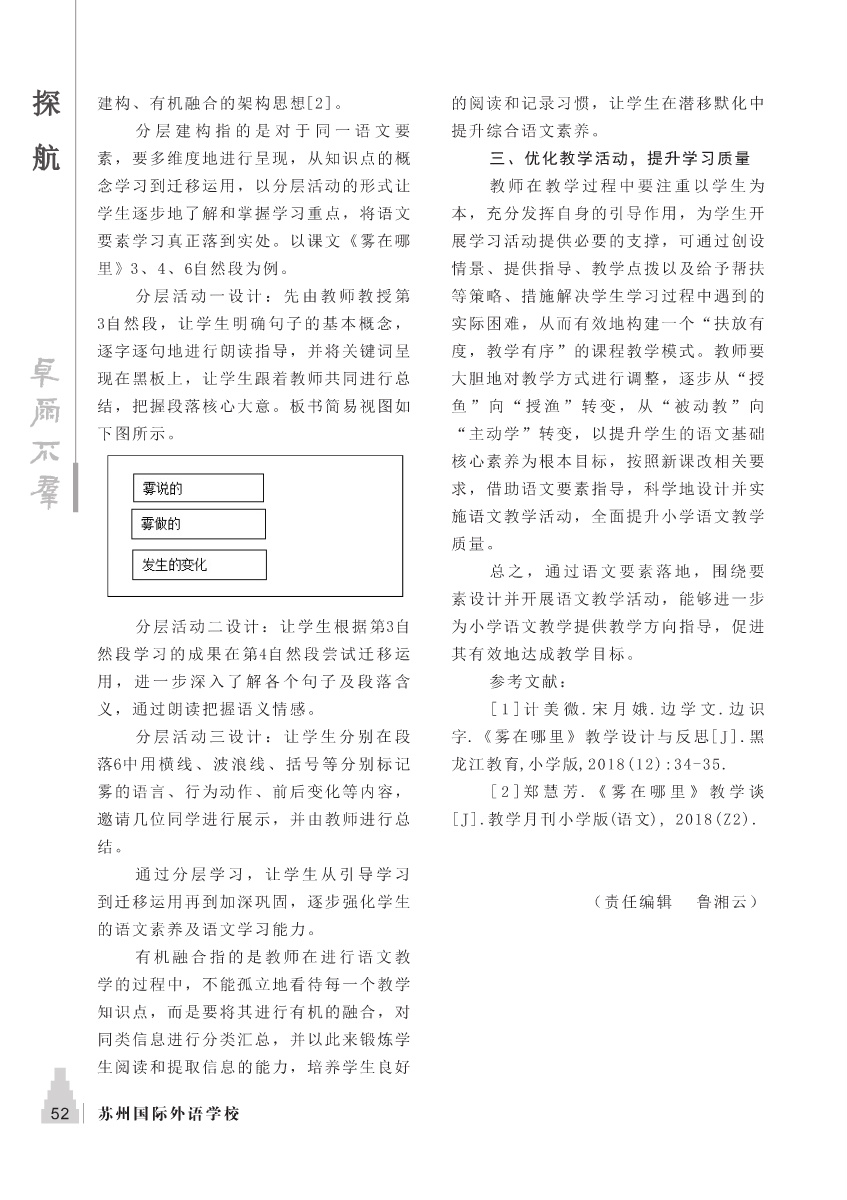 探
航
卓
尔
不
群
建构、有机融合的架构思想[2]。
分层建构指的是对于同一语文要
素，要多维度地进行呈现，从知识点的概
念学习到迁移运用，以分层活动的形式让
学生逐步地了解和掌握学习重点，将语文
要素学习真正落到实处。以课文《雾在哪
里》3、4、6自然段为例。
分层活动一设计：先由教师教授第
3自然段，让学生明确句子的基本概念，
逐字逐句地进行朗读指导，并将关键词呈
现在黑板上，让学生跟着教师共同进行总
结，把握段落核心大意。板书简易视图如
下图所示。
雾说的
雾做的
发生的变化
分层活动二设计：让学生根据第3自
然段学习的成果在第4自然段尝试迁移运
用，进一步深入了解各个句子及段落含
义，通过朗读把握语义情感。
分层活动三设计：让学生分别在段
落6中用横线、波浪线、括号等分别标记
雾的语言、行为动作、前后变化等内容，
邀请几位同学进行展示，并由教师进行总
结。
通过分层学习，让学生从引导学习
到迁移运用再到加深巩固，逐步强化学生
的语文素养及语文学习能力。
有机融合指的是教师在进行语文教
学的过程中，不能孤立地看待每一个教学
知识点，而是要将其进行有机的融合，对
同类信息进行分类汇总，并以此来锻炼学
生阅读和提取信息的能力，培养学生良好
的阅读和记录习惯，让学生在潜移默化中
提升综合语文素养。
三、优化教学活动，提升学习质量
教师在教学过程中要注重以学生为
本，充分发挥自身的引导作用，为学生开
展学习活动提供必要的支撑，可通过创设
情景、提供指导、教学点拨以及给予帮扶
等策略、措施解决学生学习过程中遇到的
实际困难，从而有效地构建一个“扶放有
度，教学有序”的课程教学模式。教师要
大胆地对教学方式进行调整，逐步从“授
鱼”向“授渔”转变，从“被动教”向
“主动学”转变，以提升学生的语文基础
核心素养为根本目标，按照新课改相关要
求，借助语文要素指导，科学地设计并实
施语文教学活动，全面提升小学语文教学
质量。
总之，通过语文要素落地，围绕要
素设计并开展语文教学活动，能够进一步
为小学语文教学提供教学方向指导，促进
其有效地达成教学目标。
参考文献：
[1]计美微.宋月娥.边学文.边识
字.《雾在哪里》教学设计与反思[J].黑
龙江教育,小学版,2018(12):34-35.
[2]郑慧芳.《雾在哪里》教学谈
[J].教学月刊小学版(语文), 2018(Z2).
（责任编辑 鲁湘云）
52 苏州国际外语学校